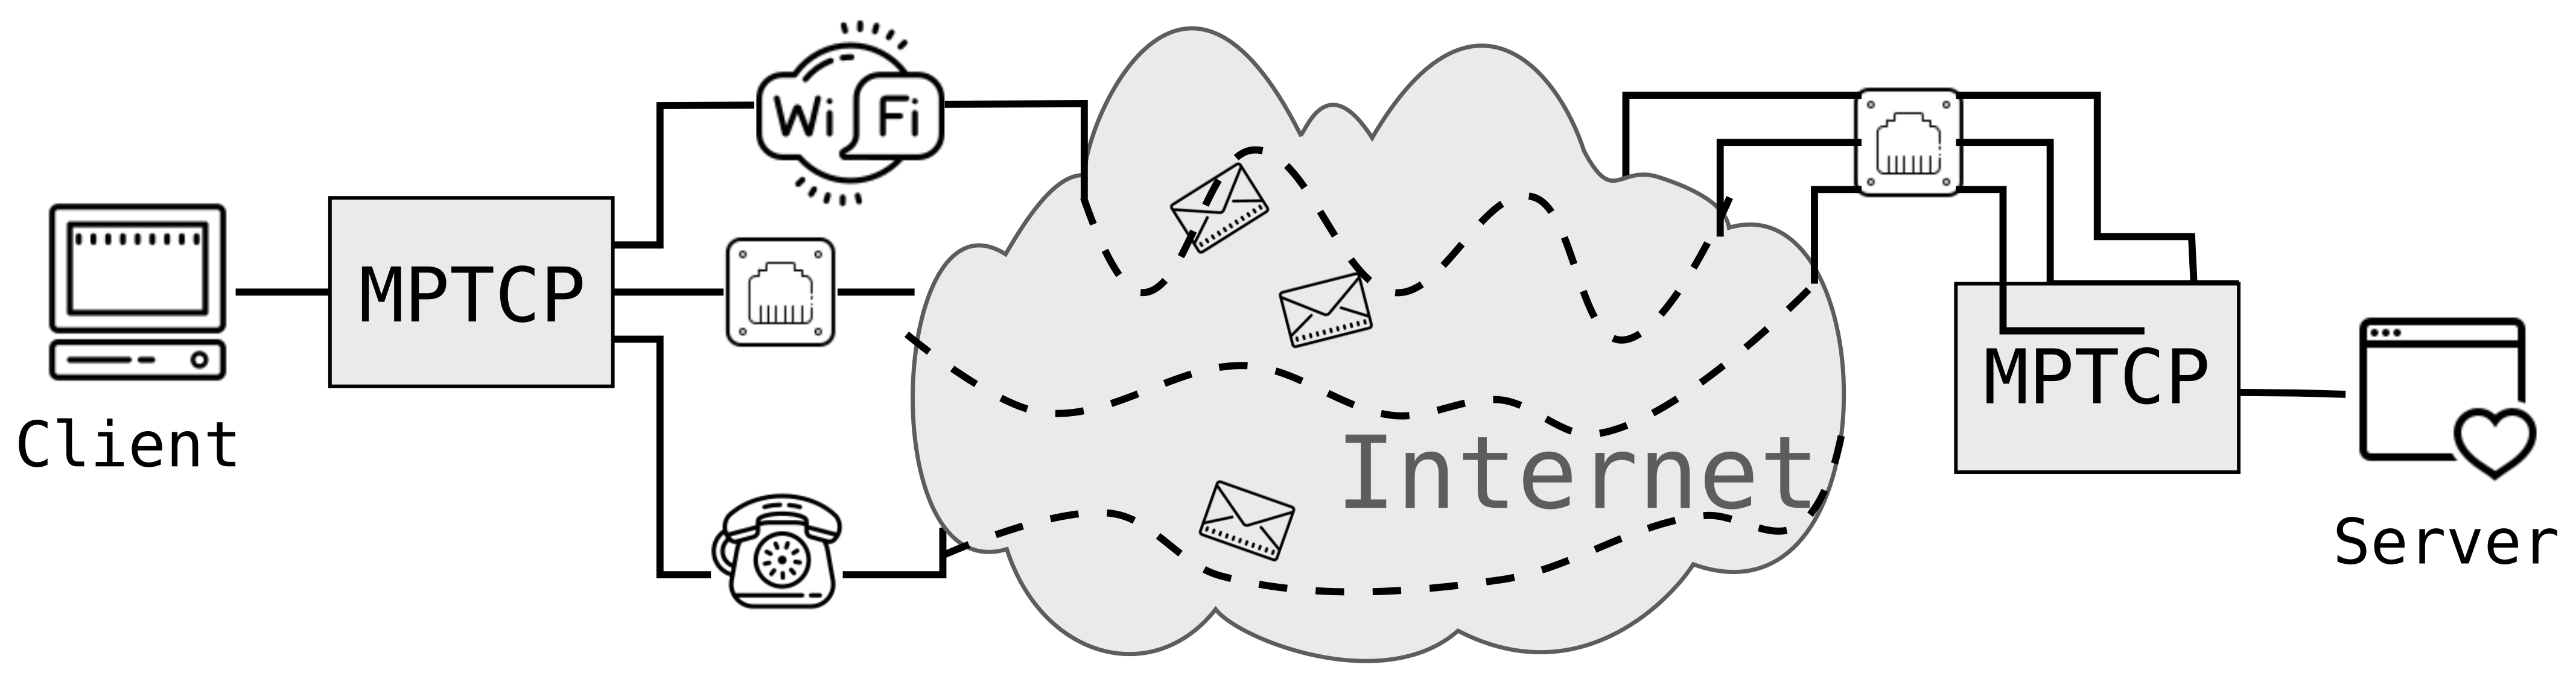 Wi Fi
MPTCP
Client
Internet
MPTCP
Server